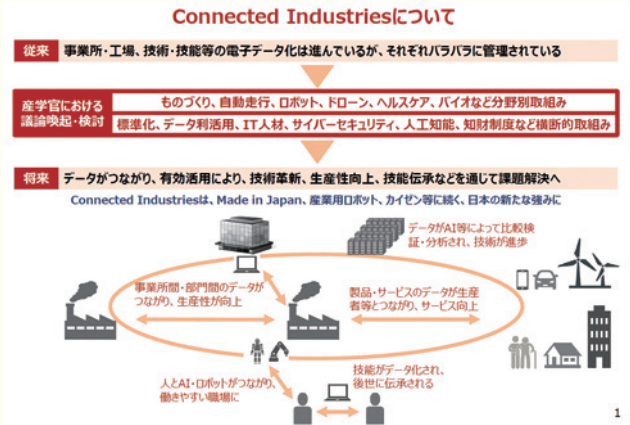 Connected Industriesについて
従来 事業所・工場、技術・技能等の電子データ化は進んでいるが、それぞれバラバラに管理されている
産学官における
議論喚起・検討
ものづくり、自動走行、ロボット、ドローン、ヘルスケア、バイオなど分野別取組み
標準化、データ利活用、IT人材、サイバーセキュリティ、人工知能、知財制度など横断的取組み
将来 データがつながり、有効活用により、技術革新、生産性向上、技能伝承などを通じて課題解決へ
Connected Industriesは、Made in Japan、産業用ロボット、カイゼン等に続く、日本の新たな強みに
データがAI等によって比較検
証・分析され、技術が進歩
事業所間・部門間のデータが
つながり、生産性が向上
製品・サービスのデータが生産
者等とつながり、サービス向上
人とAI・ロボットがつながり、
働きやすい職場に
技能がデータ化され、
後世に伝承される
1